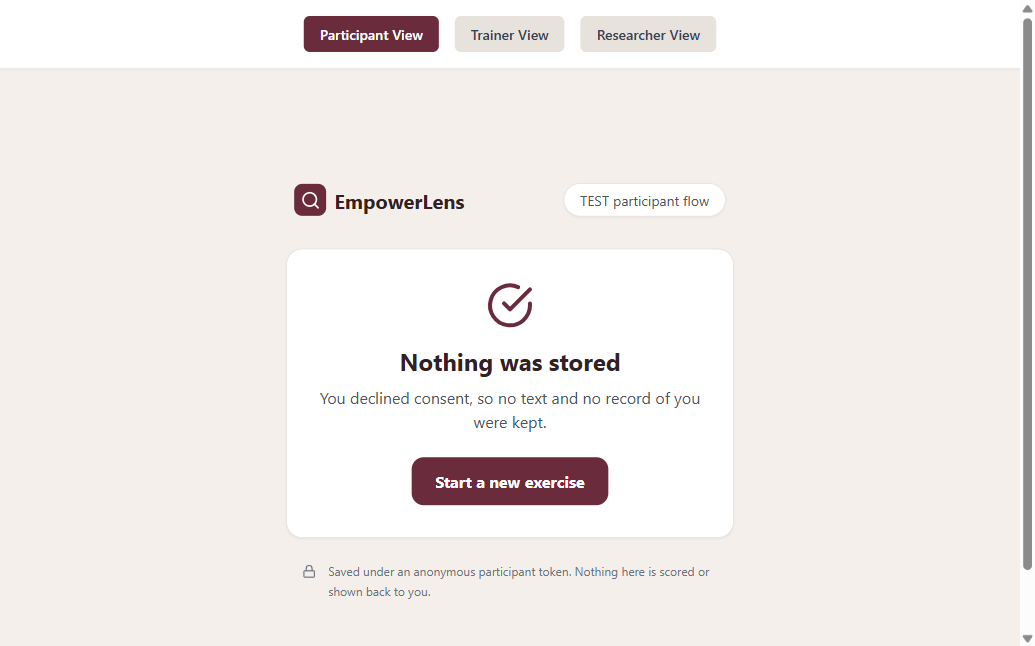 Participant View
Trainer View
Researcher View
EmpowerLens
TEST participant flow
Nothing was stored
You declined consent, so no text and no record of you
were kept.
Start a new exercise
Saved under an anonymous participant token. Nothing here is scored or
shown back to you.